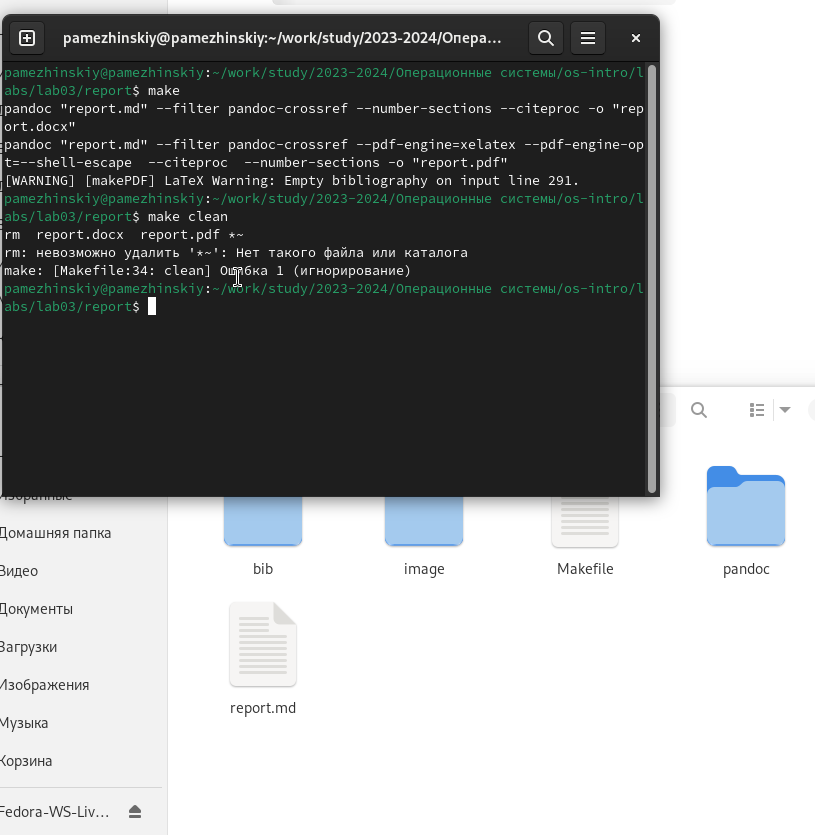 pamezhinskiy@pamezhinskiy:~/work/study/2023-2024/Опера...
pamezhinskiy@pamezhinskiy:~/work/study/2023-2024/Операционные системы/os-intro/l
abs/lab03/report$ make
pandoc "report.md" --filter pandoc-crossref --number-sections --citeproc -o "rep
ort.docx"
pandoc "report.md" --filter pandoc-crossref --pdf-engine=xelatex --pdf-engine-op
t=--shell-escape  --citeproc  --number-sections -o "report.pdf"
[WARNING] [makePDF] LaTeX Warning: Empty bibliography on input line 291.
pamezhinskiy@pamezhinskiy:~/work/study/2023-2024/Операционные системы/os-intro/l
abs/lab03/report$ make clean
rm  report.docx  report.pdf *~
rm: невозможно удалить '*~': Нет такого файла или каталога
make: [Makefile:34: clean] Ошибка 1 (игнорирование)
pamezhinskiy@pamezhinskiy:~/work/study/2023-2024/Операционные системы/os-intro/l
abs/lab03/report$
Избранные
Домашняя папка
Видео
Документы
Загрузки
Изображения
Музыка
Корзина
Fedora-WS-Liv...
bib
image
Makefile
pandoc
report.md